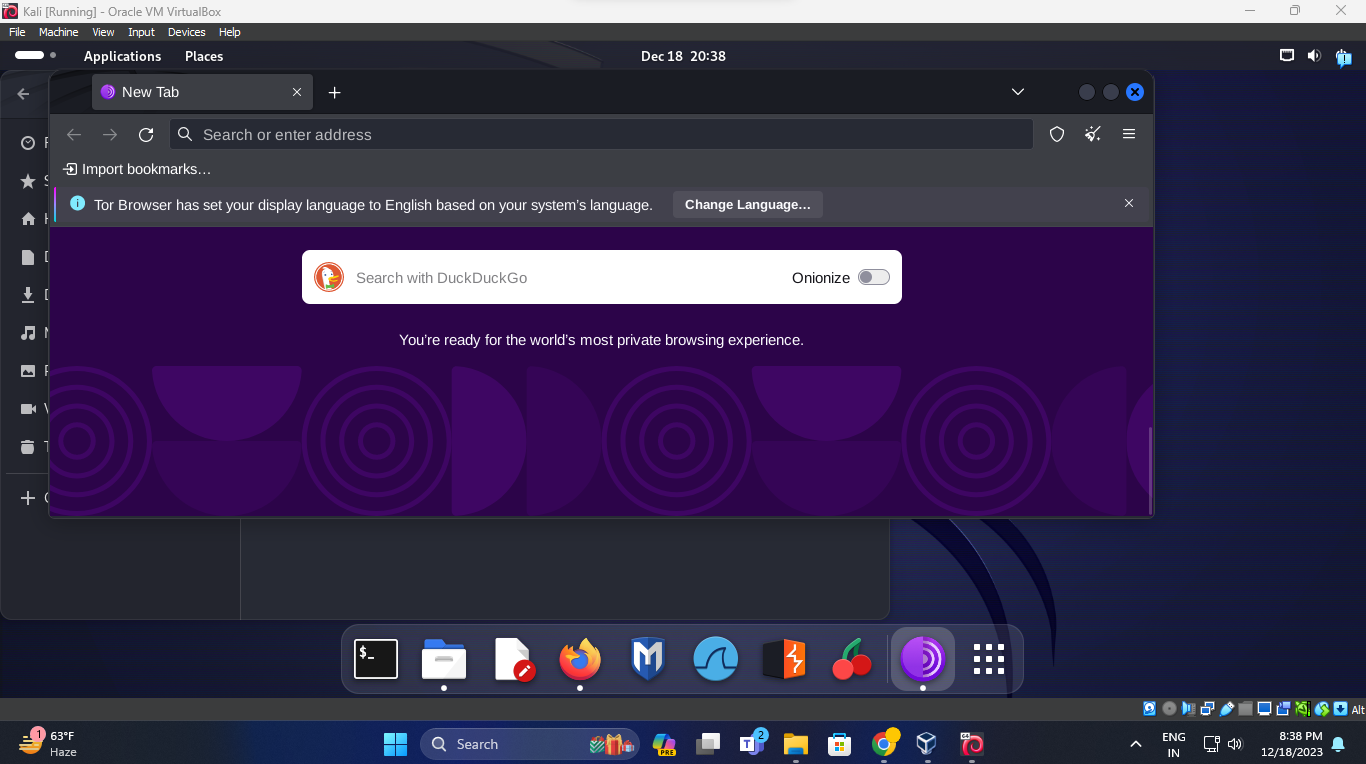 Kali [Running] - Oracle VM VirtualBox
File Machine View Input Devices Help
Applications Places Dec 18 20:38
New Tab
Search or enter address
Import bookmarks…
Tor Browser has set your display language to English based on your system's language. Change Language…
Search with DuckDuckGo Onionize
You're ready for the world's most private browsing experience.
$_
M
Alt
1
63°F
Haze
Search
PRE
2
ENG
IN
8:38 PM
12/18/2023